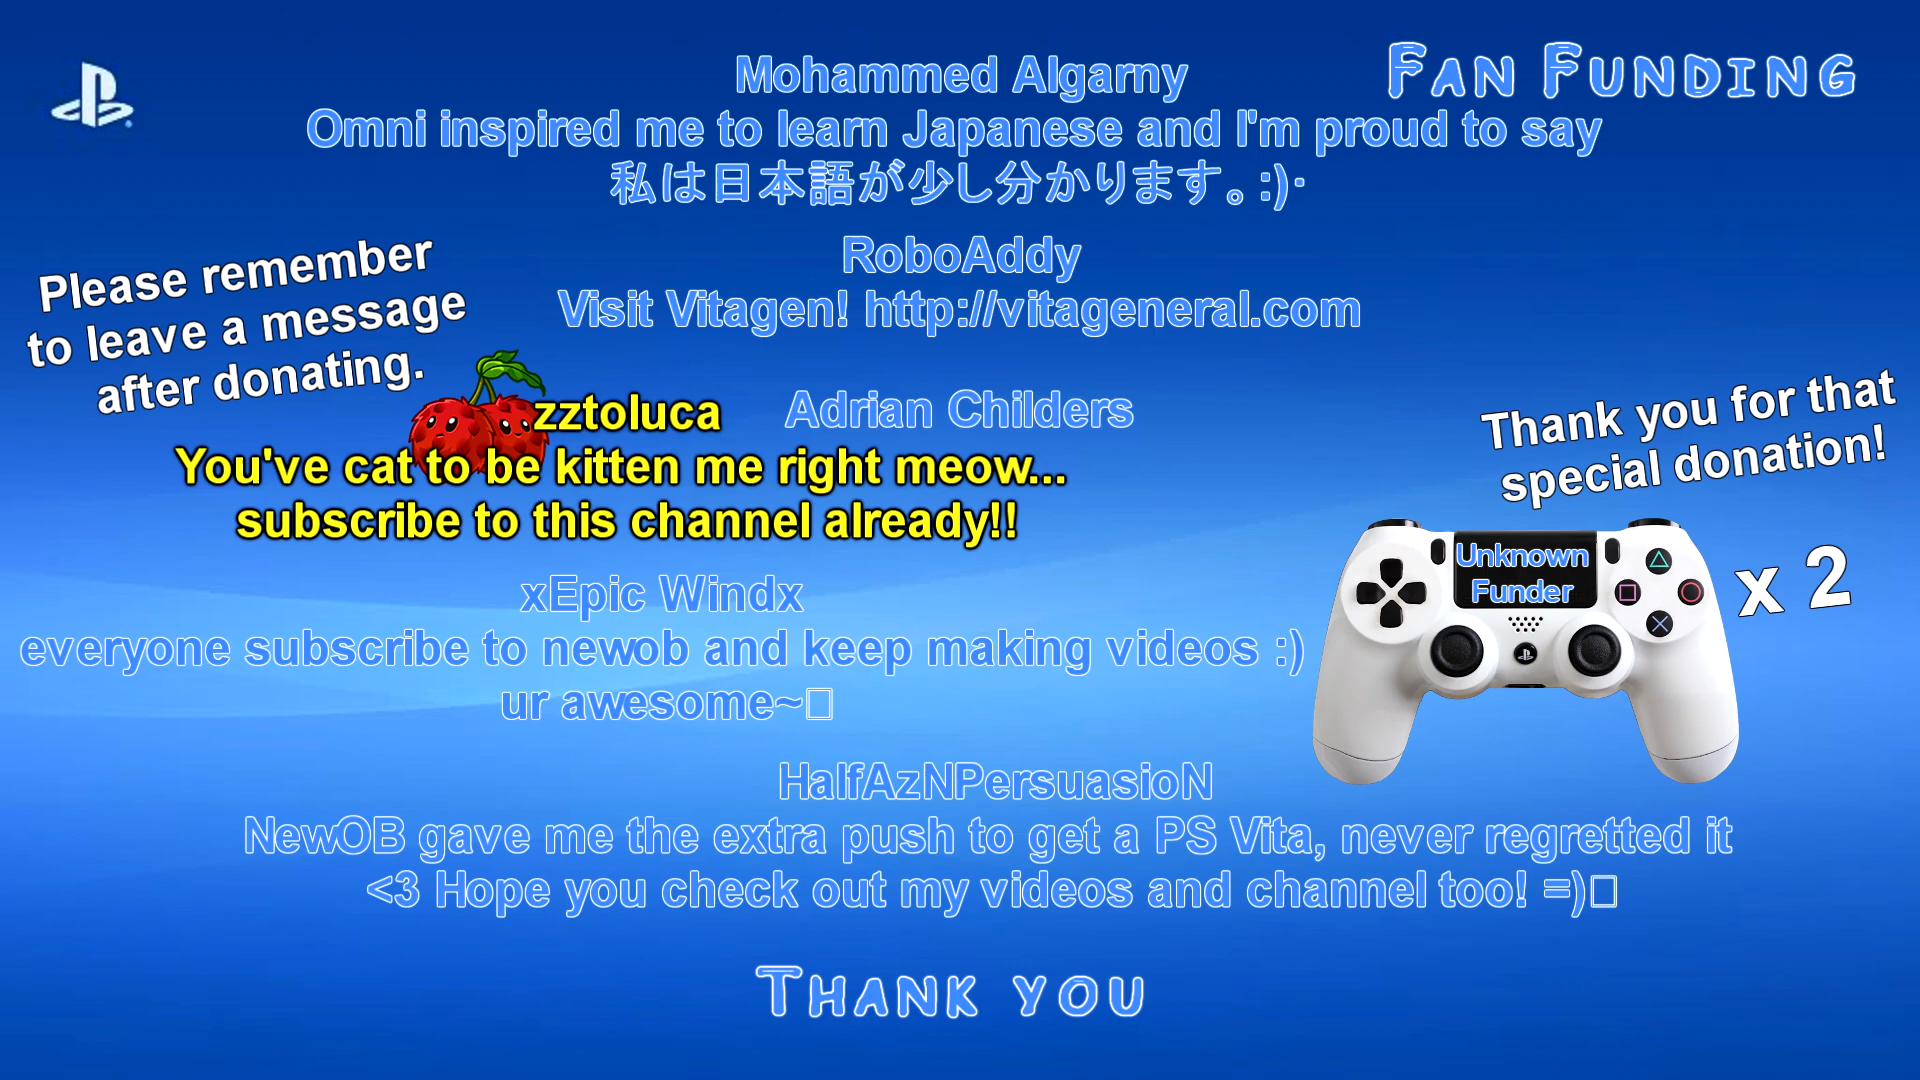 Fan Funding
Mohammed Algarny
Omni inspired me to learn Japanese and I'm proud to say
私は日本語が少し分かります。:)·
RoboAddy
Visit Vitagen! http://vitageneral.com
Please remember
to leave a message
after donating.
zztoluca
You've cat to be kitten me right meow...
subscribe to this channel already!!
Adrian Childers
Thank you for that
special donation!
Unknown
Funder
x 2
xEpic Windx
everyone subscribe to newob and keep making videos :)
ur awesome~□
HalfAzNPersuasioN
NewOB gave me the extra push to get a PS Vita, never regretted it
<3 Hope you check out my videos and channel too! =)□
Thank you